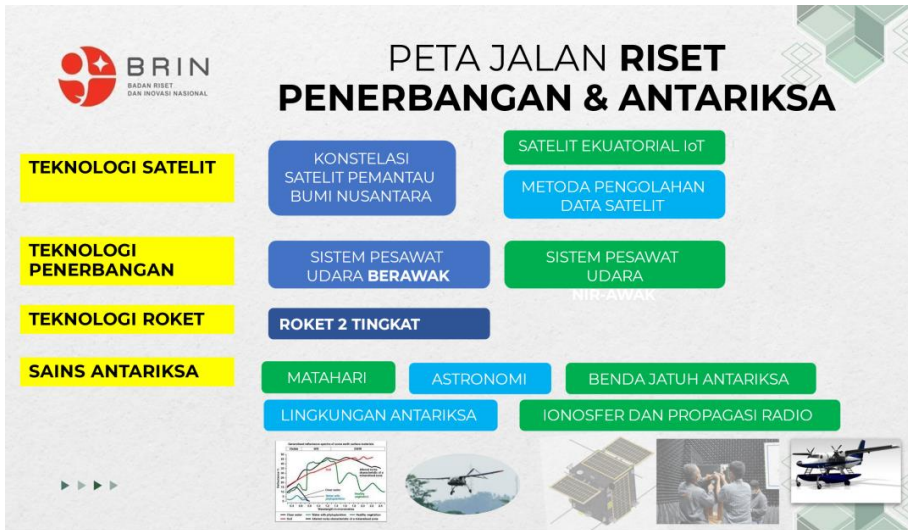 BRIN
BADAN RISET
DAN INOVASI NASIONAL
PETA JALAN RISET
PENERBANGAN & ANTARIKSA
TEKNOLOGI SATELIT
KONSTELASI
SATELIT PEMANTAU
BUMI NUSANTARA
SATELIT EKUATORIAL IoT
METODA PENGOLAHAN
DATA SATELIT
TEKNOLOGI
PENERBANGAN
SISTEM PESAWAT
UDARA BERAWAK
SISTEM PESAWAT
UDARA
NIR-AWAK
TEKNOLOGI ROKET
ROKET 2 TINGKAT
SAINS ANTARIKSA
MATAHARI
ASTRONOMI
BENDA JATUH ANTARIKSA
LINGKUNGAN ANTARIKSA
IONOSFER DAN PROPAGASI RADIO